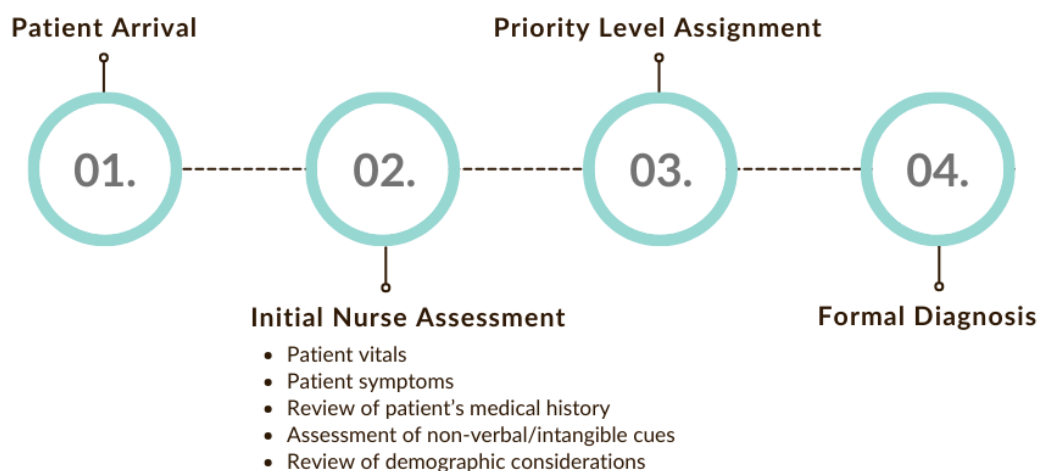 Patient Arrival
Priority Level Assignment
01.
02.
03.
04.
Initial Nurse Assessment
• Patient vitals
• Patient symptoms
• Review of patient's medical history
• Assessment of non-verbal/intangible cues
• Review of demographic considerations
Formal Diagnosis